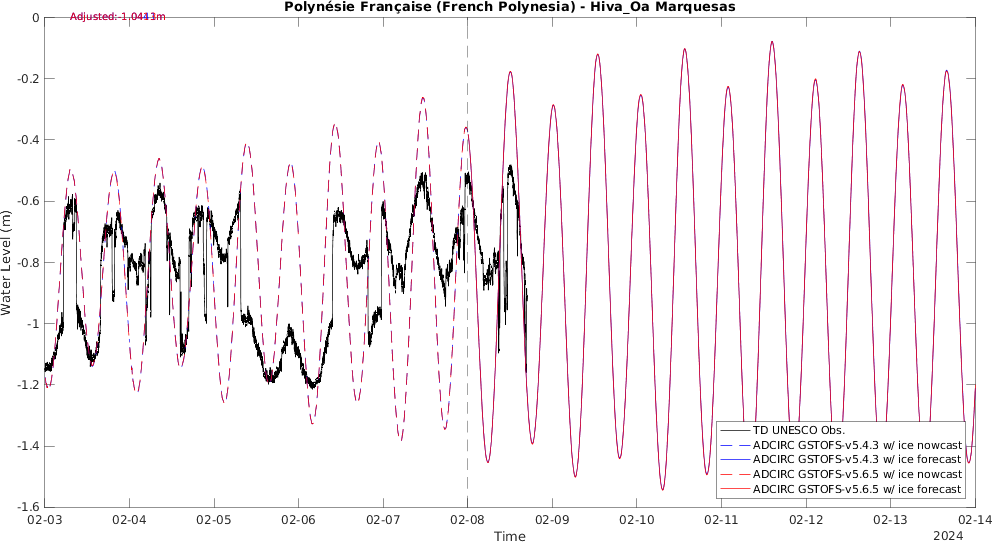 Polynésie Française (French Polynesia) - Hiva_Oa Marquesas
0
-0.2
-0.4
-0.6
-0.8
-1
-1.2
-1.4
-1.6
Water Level (m)
TD UNESCO Obs.
ADCIRC GSTOFS-v5.4.3 w/ ice nowcast
ADCIRC GSTOFS-v5.4.3 w/ ice forecast
ADCIRC GSTOFS-v5.6.5 w/ ice nowcast
ADCIRC GSTOFS-v5.6.5 w/ ice forecast
02-03 02-04 02-05 02-06 02-07 02-08 02-09 02-10 02-11 02-12 02-13 02-14
Time
2024